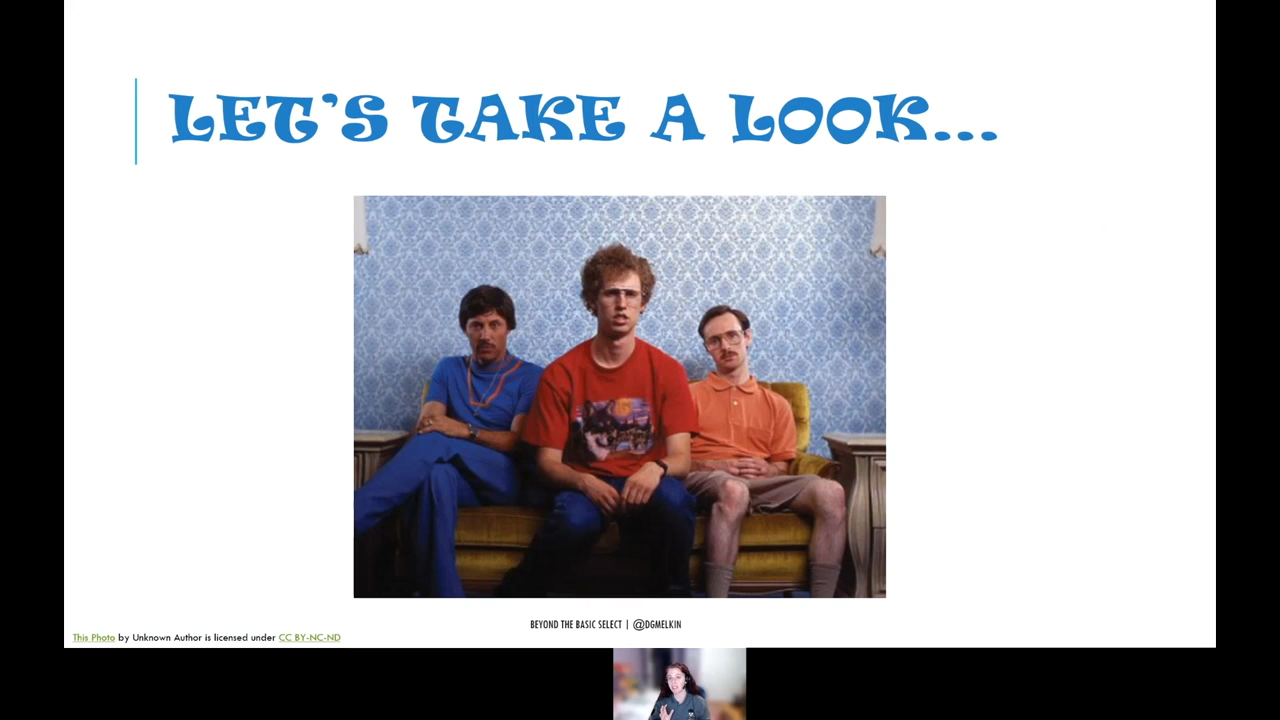 LET'S TAKE A LOOK...
BEYOND THE BASIC SELECT | @DGMELKIN
This Photo by Unknown Author is licensed under CC BY-NC-ND